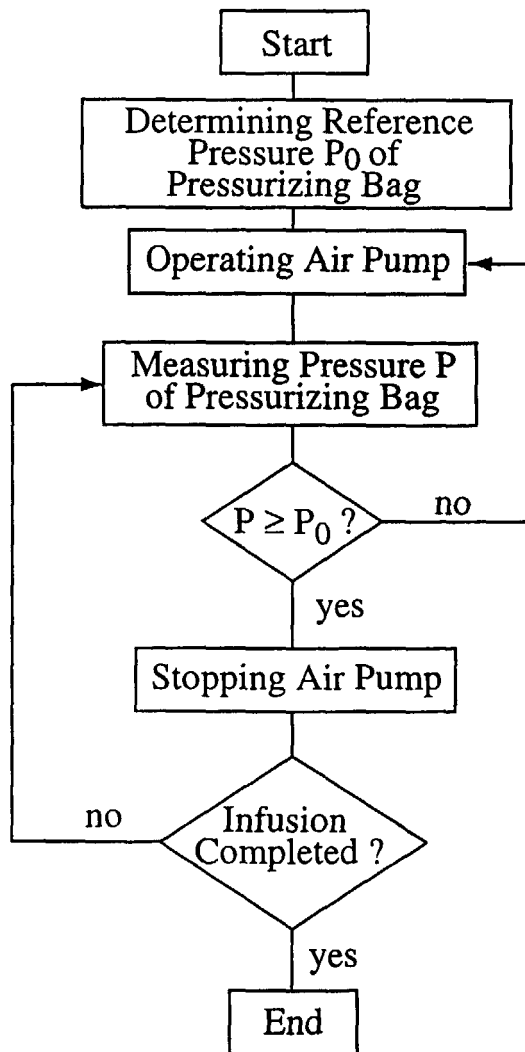 Start
Determining Reference
Pressure P0 of
Pressurizing Bag
Operating Air Pump
Measuring Pressure P
of Pressurizing Bag
P ≥ P0 ?
no
yes
Stopping Air Pump
no
Infusion
Completed ?
yes
End